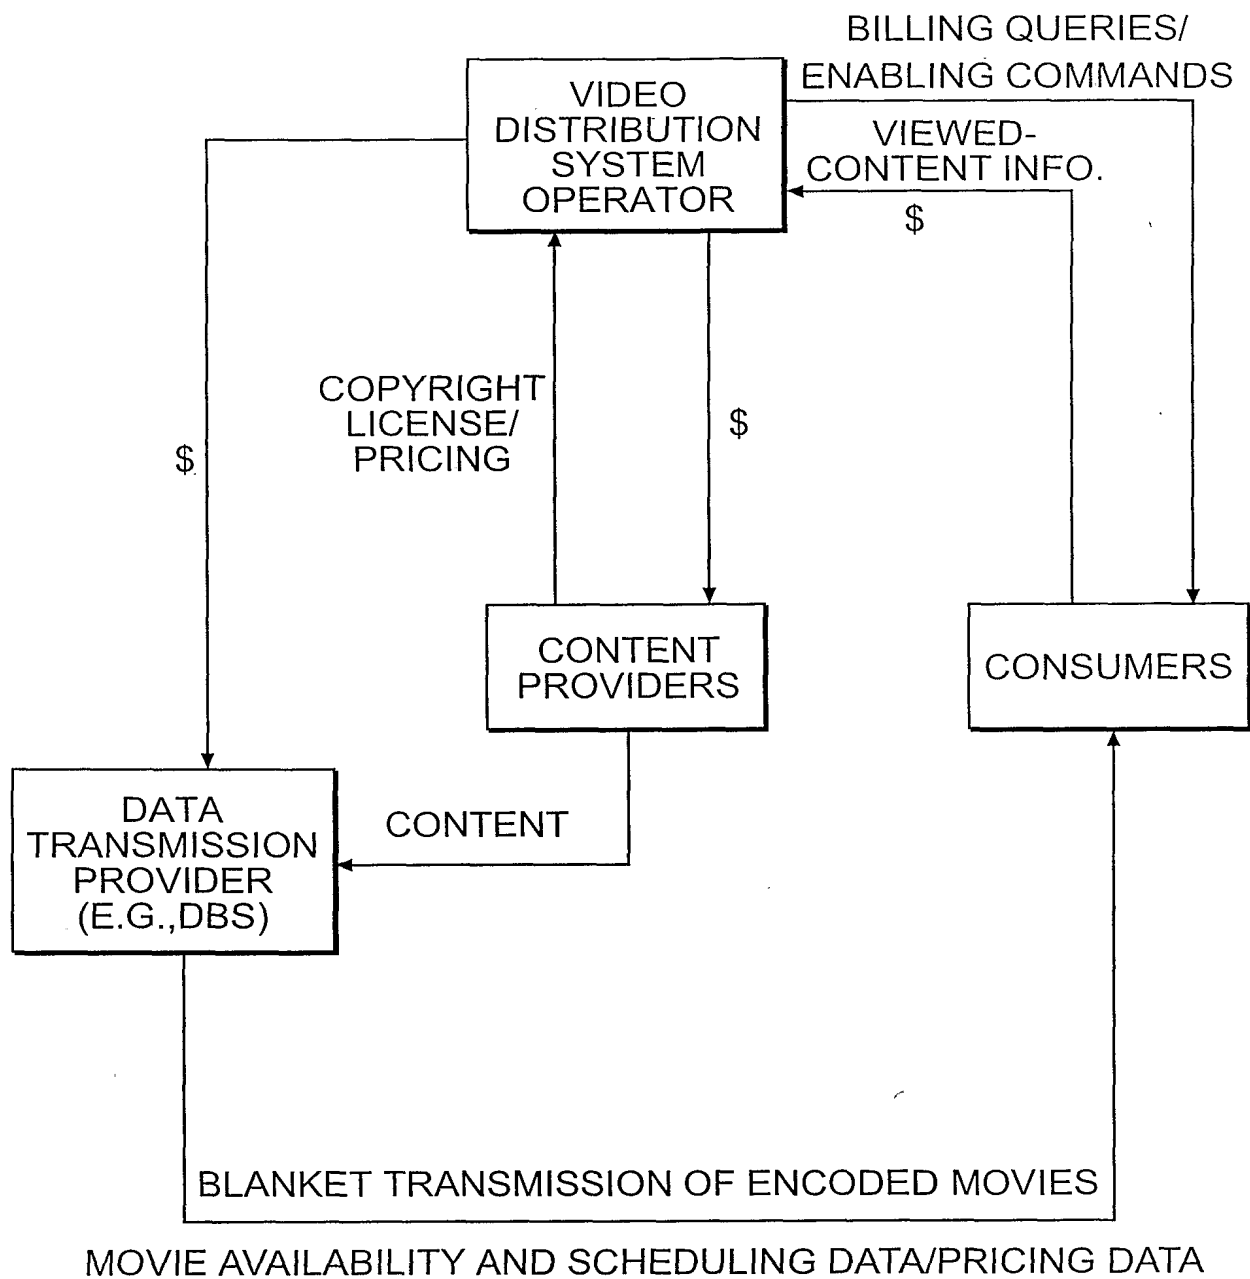 BILLING QUERIES/
ENABLING COMMANDS
VIDEO
DISTRIBUTION
SYSTEM
OPERATOR
VIEWED-
CONTENT INFO.
$
COPYRIGHT
LICENSE/
PRICING
$
$
CONTENT
PROVIDERS
CONSUMERS
DATA
TRANSMISSION
PROVIDER
(E.G.,DBS)
CONTENT
BLANKET TRANSMISSION OF ENCODED MOVIES
MOVIE AVAILABILITY AND SCHEDULING DATA/PRICING DATA